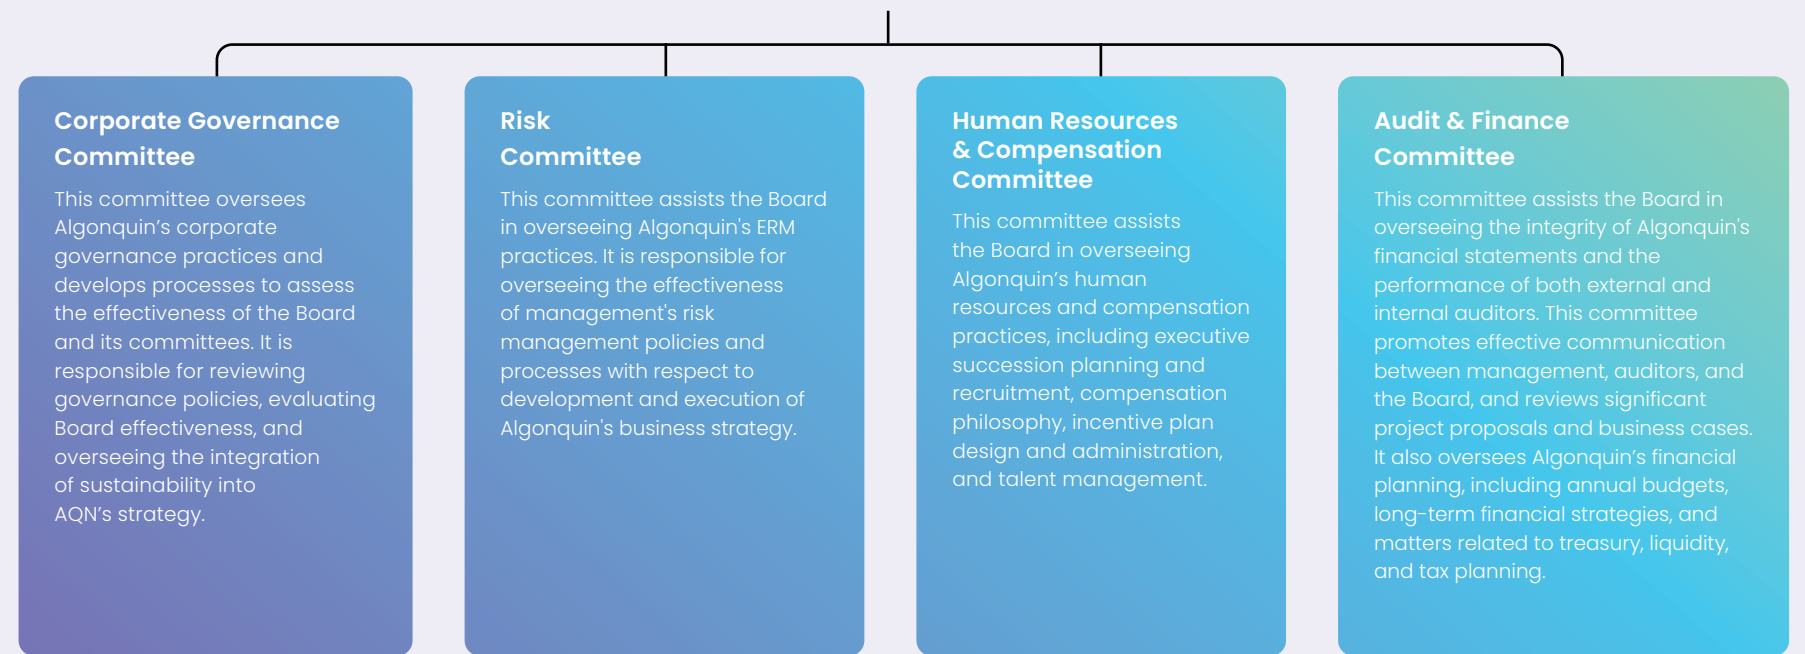 Corporate Governance
Committee
This committee oversees
Algonquin’s corporate
governance practices and
develops processes to assess
the effectiveness of the Board
and its committees. It is
responsible for reviewing
governance policies, evaluating
Board effectiveness, and
overseeing the integration
of sustainability into
AQN’s strategy.
Risk
Committee
This committee assists the Board
in overseeing Algonquin's ERM
practices. It is responsible for
overseeing the effectiveness
of management's risk
management policies and
processes with respect to
development and execution of
Algonquin's business strategy.
Human Resources
& Compensation
Committee
This committee assists
the Board in overseeing
Algonquin’s human
resources and compensation
practices, including executive
succession planning and
recruitment, compensation
philosophy, incentive plan
design and administration,
and talent management.
Audit & Finance
Committee
This committee assists the Board in
overseeing the integrity of Algonquin's
financial statements and the
performance of both external and
internal auditors. This committee
promotes effective communication
between management, auditors, and
the Board, and reviews significant
project proposals and business cases.
It also oversees Algonquin’s financial
planning, including annual budgets,
long-term financial strategies, and
matters related to treasury, liquidity,
and tax planning.